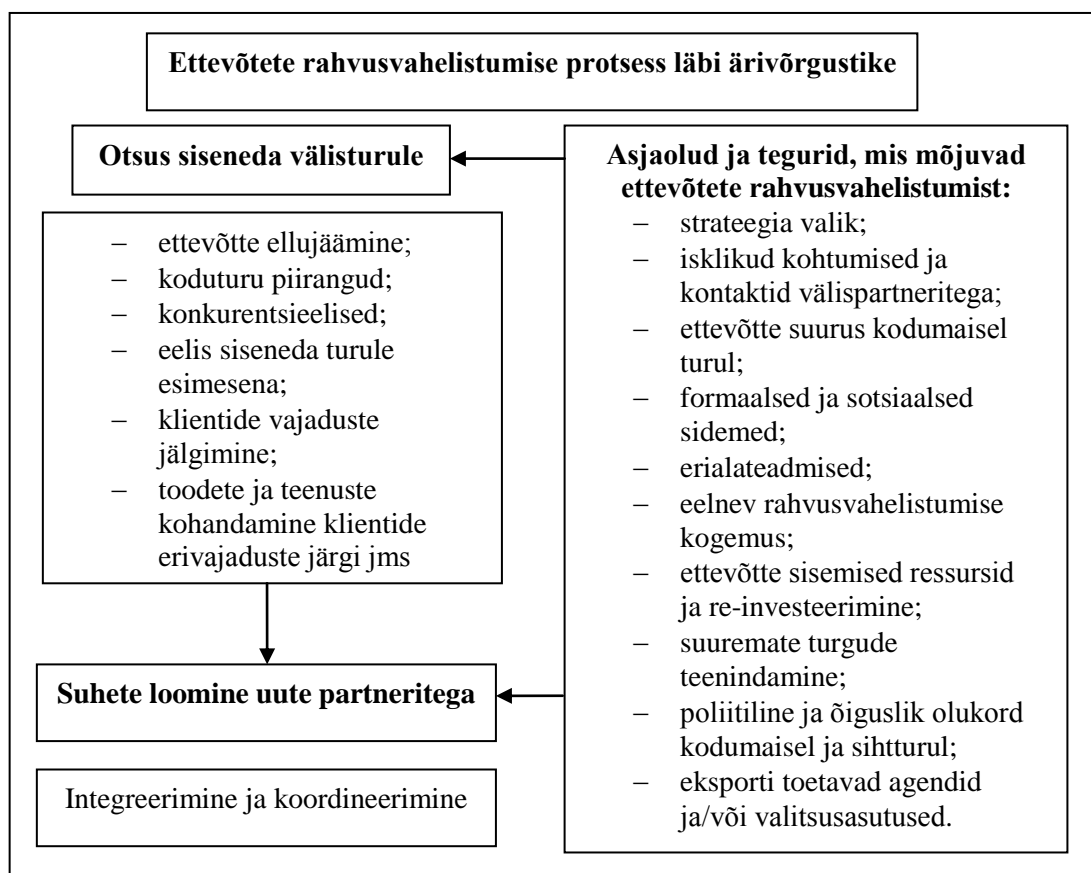 Ettevõtete rahvusvahelistumise protsess läbi ärivõrgustike
Otsus siseneda välisturule
– ettevõtte ellujäämine;
– koduturu piirangud;
– konkurentsieelised;
– eelis siseneda turule
esimesena;
– klientide vajaduste
jälgimine;
– toodete ja teenuste
kohandamine klientide
erivajaduste järgi jms
Suhete loomine uute partneritega
Integreerimine ja koordineerimine
Asjaolud ja tegurid, mis mõjuvad
ettevõtete rahvusvahelistumist:
– strateegia valik;
– isklikud kohtumised ja
kontaktid välispartneritega;
– ettevõtte suurus kodumaisel
turul;
– formaalsed ja sotsiaalsed
sidemed;
– erialateadmised;
– eelnev rahvusvahelistumise
kogemus;
– ettevõtte sisemised ressursid
ja re-investeerimine;
– suuremate turgude
teenindamine;
– poliitiline ja õiguslik olukord
kodumaisel ja sihtturul;
– eksporti toetavad agendid
ja/või valitsusasutused.